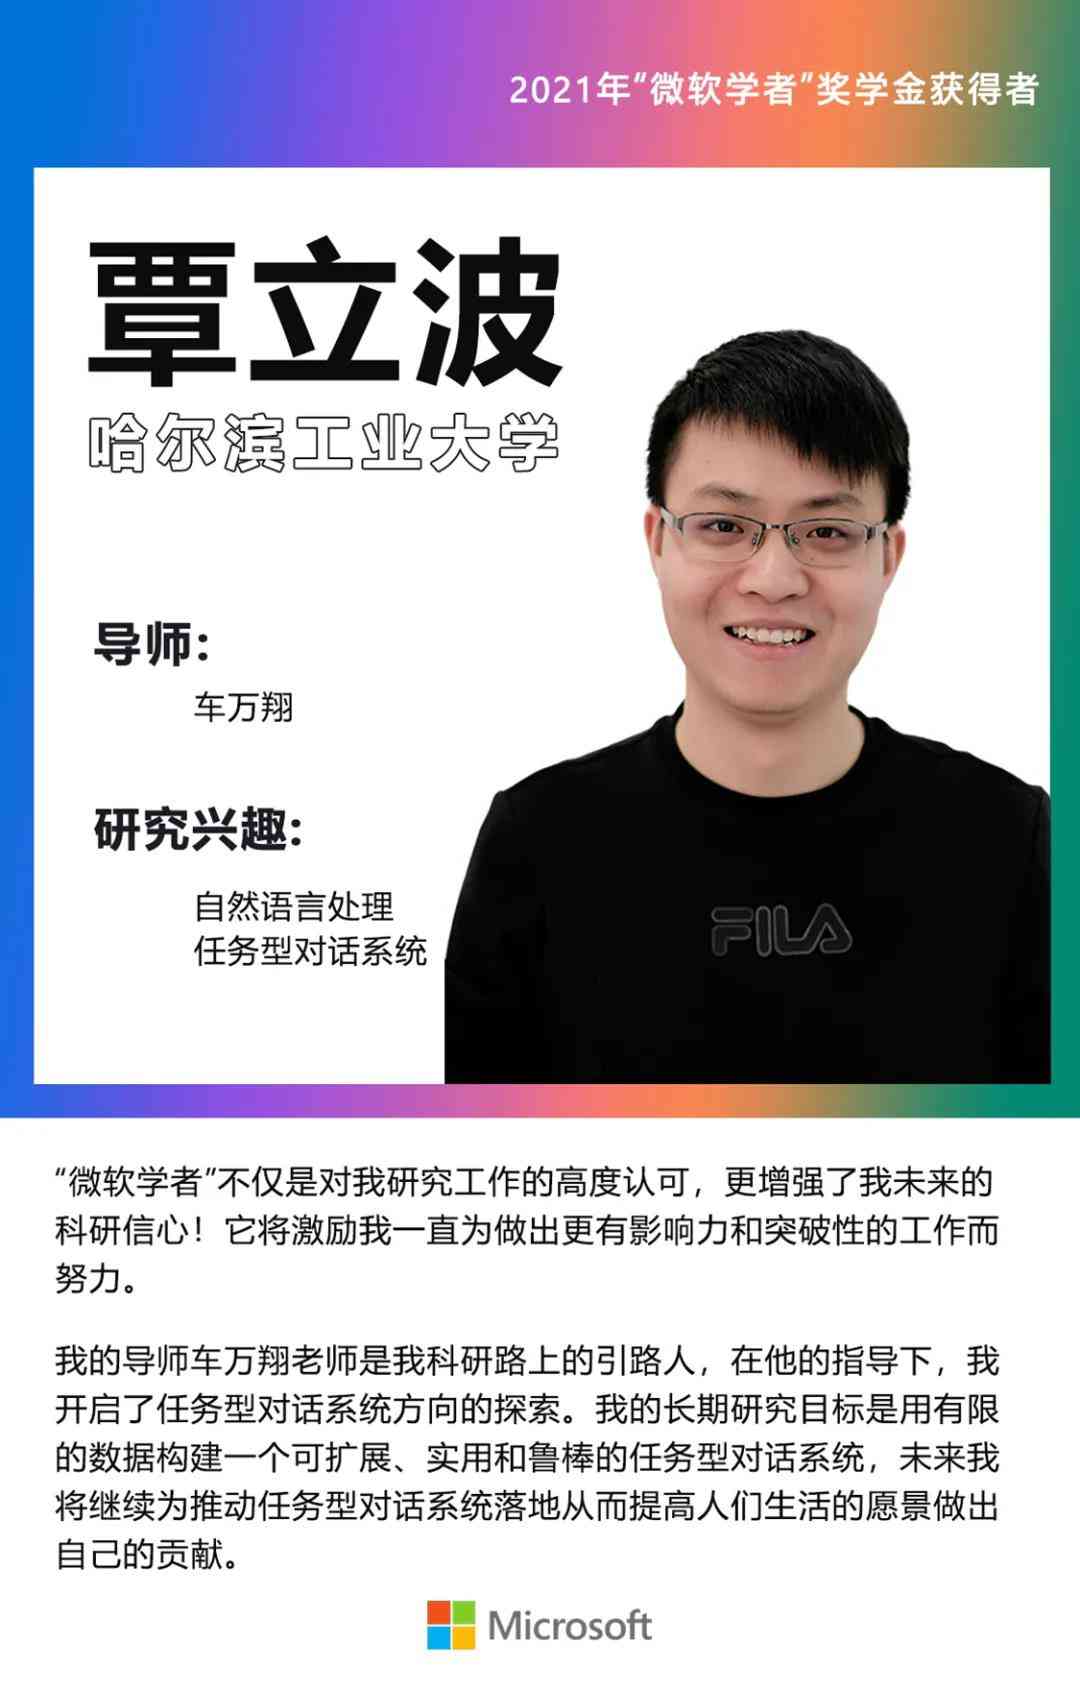 2021年“微软学者”奖学金获得者
覃立波
哈尔滨工业大学
导师:
车万翔
研究兴趣:
自然语言处理
任务型对话系统
FILA
“微软学者”不仅是对我研究工作的高度认可，更增强了我未来的
科研信心！它将激励我一直为做出更有影响力和突破性的工作而
努力。
我的导师车万翔老师是我科研路上的引路人，在他的指导下，我
开启了任务型对话系统方向的探索。我的长期研究目标是用有限
的数据构建一个可扩展、实用和鲁棒的任务型对话系统，未来我
将继续为推动任务型对话系统落地从而提高人们生活的愿景做出
自己的贡献。
Microsoft